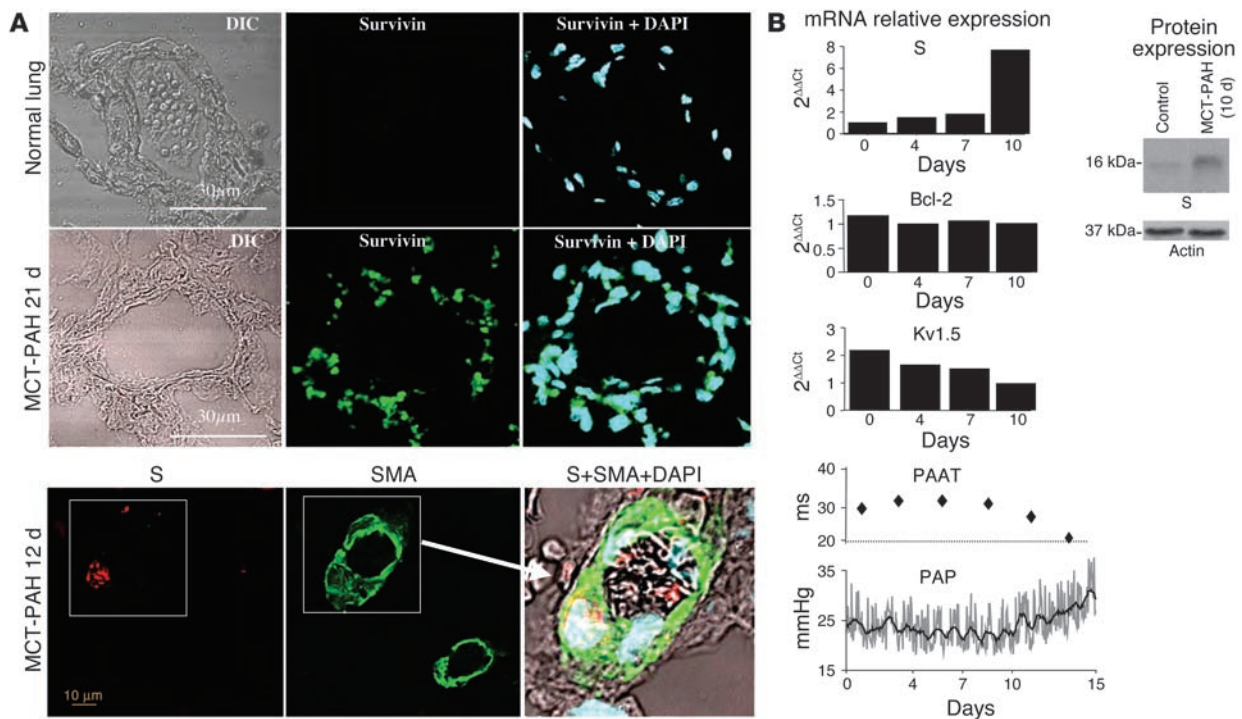 A
Normal lung
DIC
30μm
Survivin
Survivin + DAPI
MCT-PAH 21 d
DIC
30μm
Survivin
Survivin + DAPI
MCT-PAH 12 d
S
10 μm
SMA
S+SMA+DAPI
B
mRNA relative expression
S
2ΔΔCt
8
6
4
2
0
0 4 7 10
Days
Bcl-2
2ΔΔCt
1.5
1
0.5
0
0 4 7 10
Days
Kv1.5
2ΔΔCt
3
2
1
0
0 4 7 10
Days
PAAT
ms
40
30
20
PAP
mmHg
35
25
15
0 4 7 10 15
Days
Protein
expression
Control
MCT-PAH
(10 d)
16 kDa-
S
37 kDa-
Actin